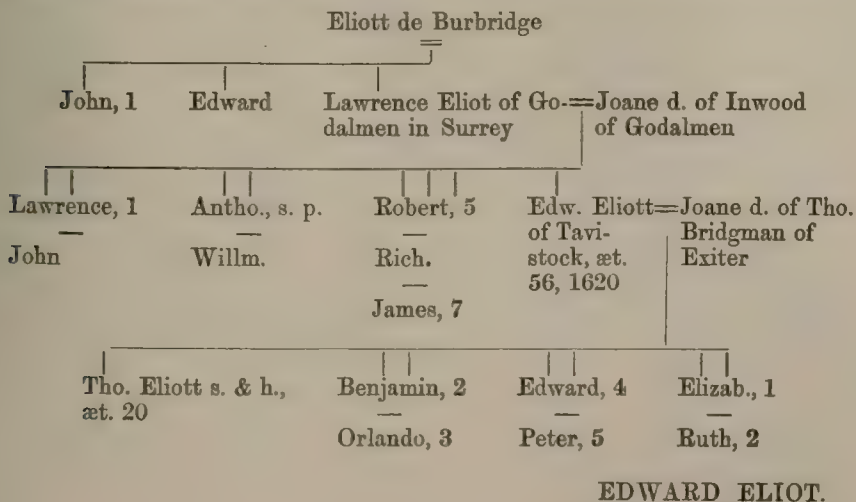 Eliott de Burbridge
John, 1 Edward Lawrence Eliot of Go-=Joane d. of Inwood
dalmen in Surrey of Godalmen
Lawrence, 1 Antho., s. p. Robert, 5 Edw. Eliott=Joane d. of Tho.
— — — of Tavi- Bridgman of
John Willm. Rich. stock, æt. Exiter
— 56, 1620
James, 7
Tho. Eliott s. & h., Benjamin, 2 Edward, 4 Elizab., 1
æt. 20 — — —
Orlando, 3 Peter, 5 Ruth, 2
EDWARD ELIOT.